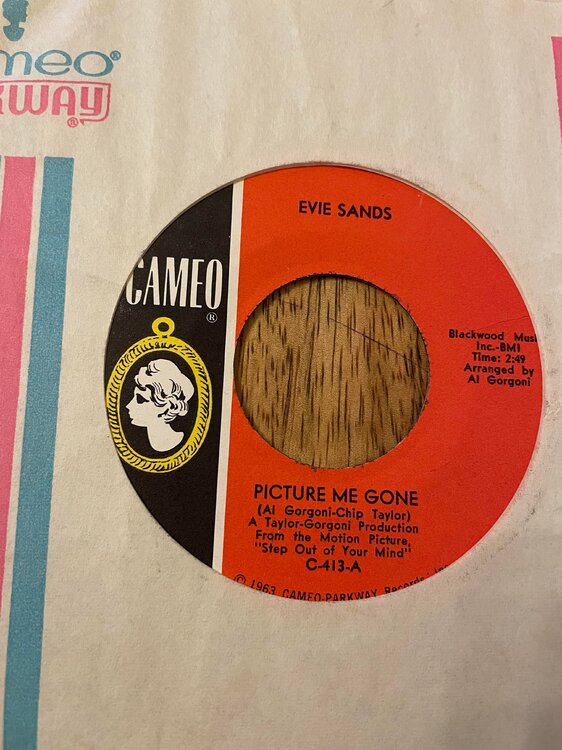 meo®
KWAY®
EVIE SANDS
CAMEO®
Blackwood Mus
Inc.-BMI
Time: 2:49
Arranged by
Al Gorgoni
PICTURE ME GONE
(Al Gorgoni-Chip Taylor)
A Taylor-Gorgoni Production
From the Motion Picture,
"Step Out of Your Mind"
C-413-A
© 1963 CAMEO-PARKWAY Records